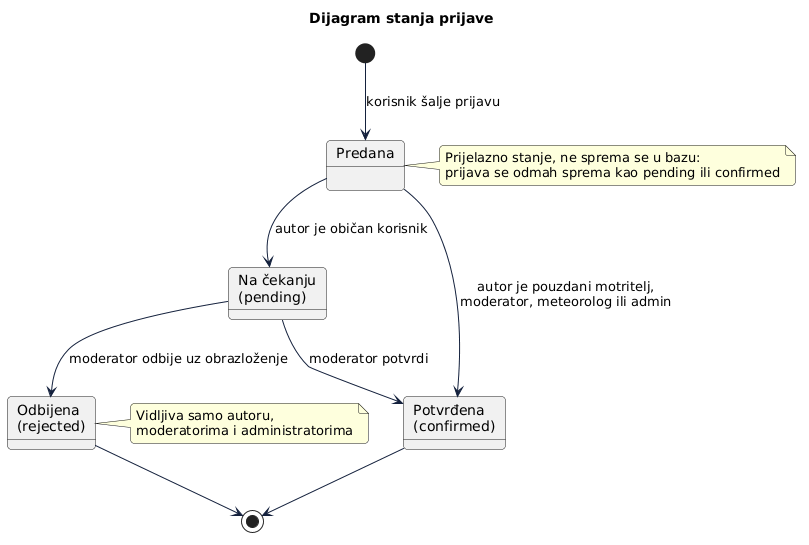 Dijagram stanja prijave
korisnik šalje prijavu
Predana
Prijelazno stanje, ne sprema se u bazu:
prijava se odmah sprema kao pending ili confirmed
autor je običan korisnik
Na čekanju
(pending)
autor je pouzdani motritelj,
moderator, meteorolog ili admin
moderator odbije uz obrazloženje
moderator potvrdi
Odbijena
(rejected)
Vidljiva samo autoru,
moderatorima i administratorima
Potvrđena
(confirmed)